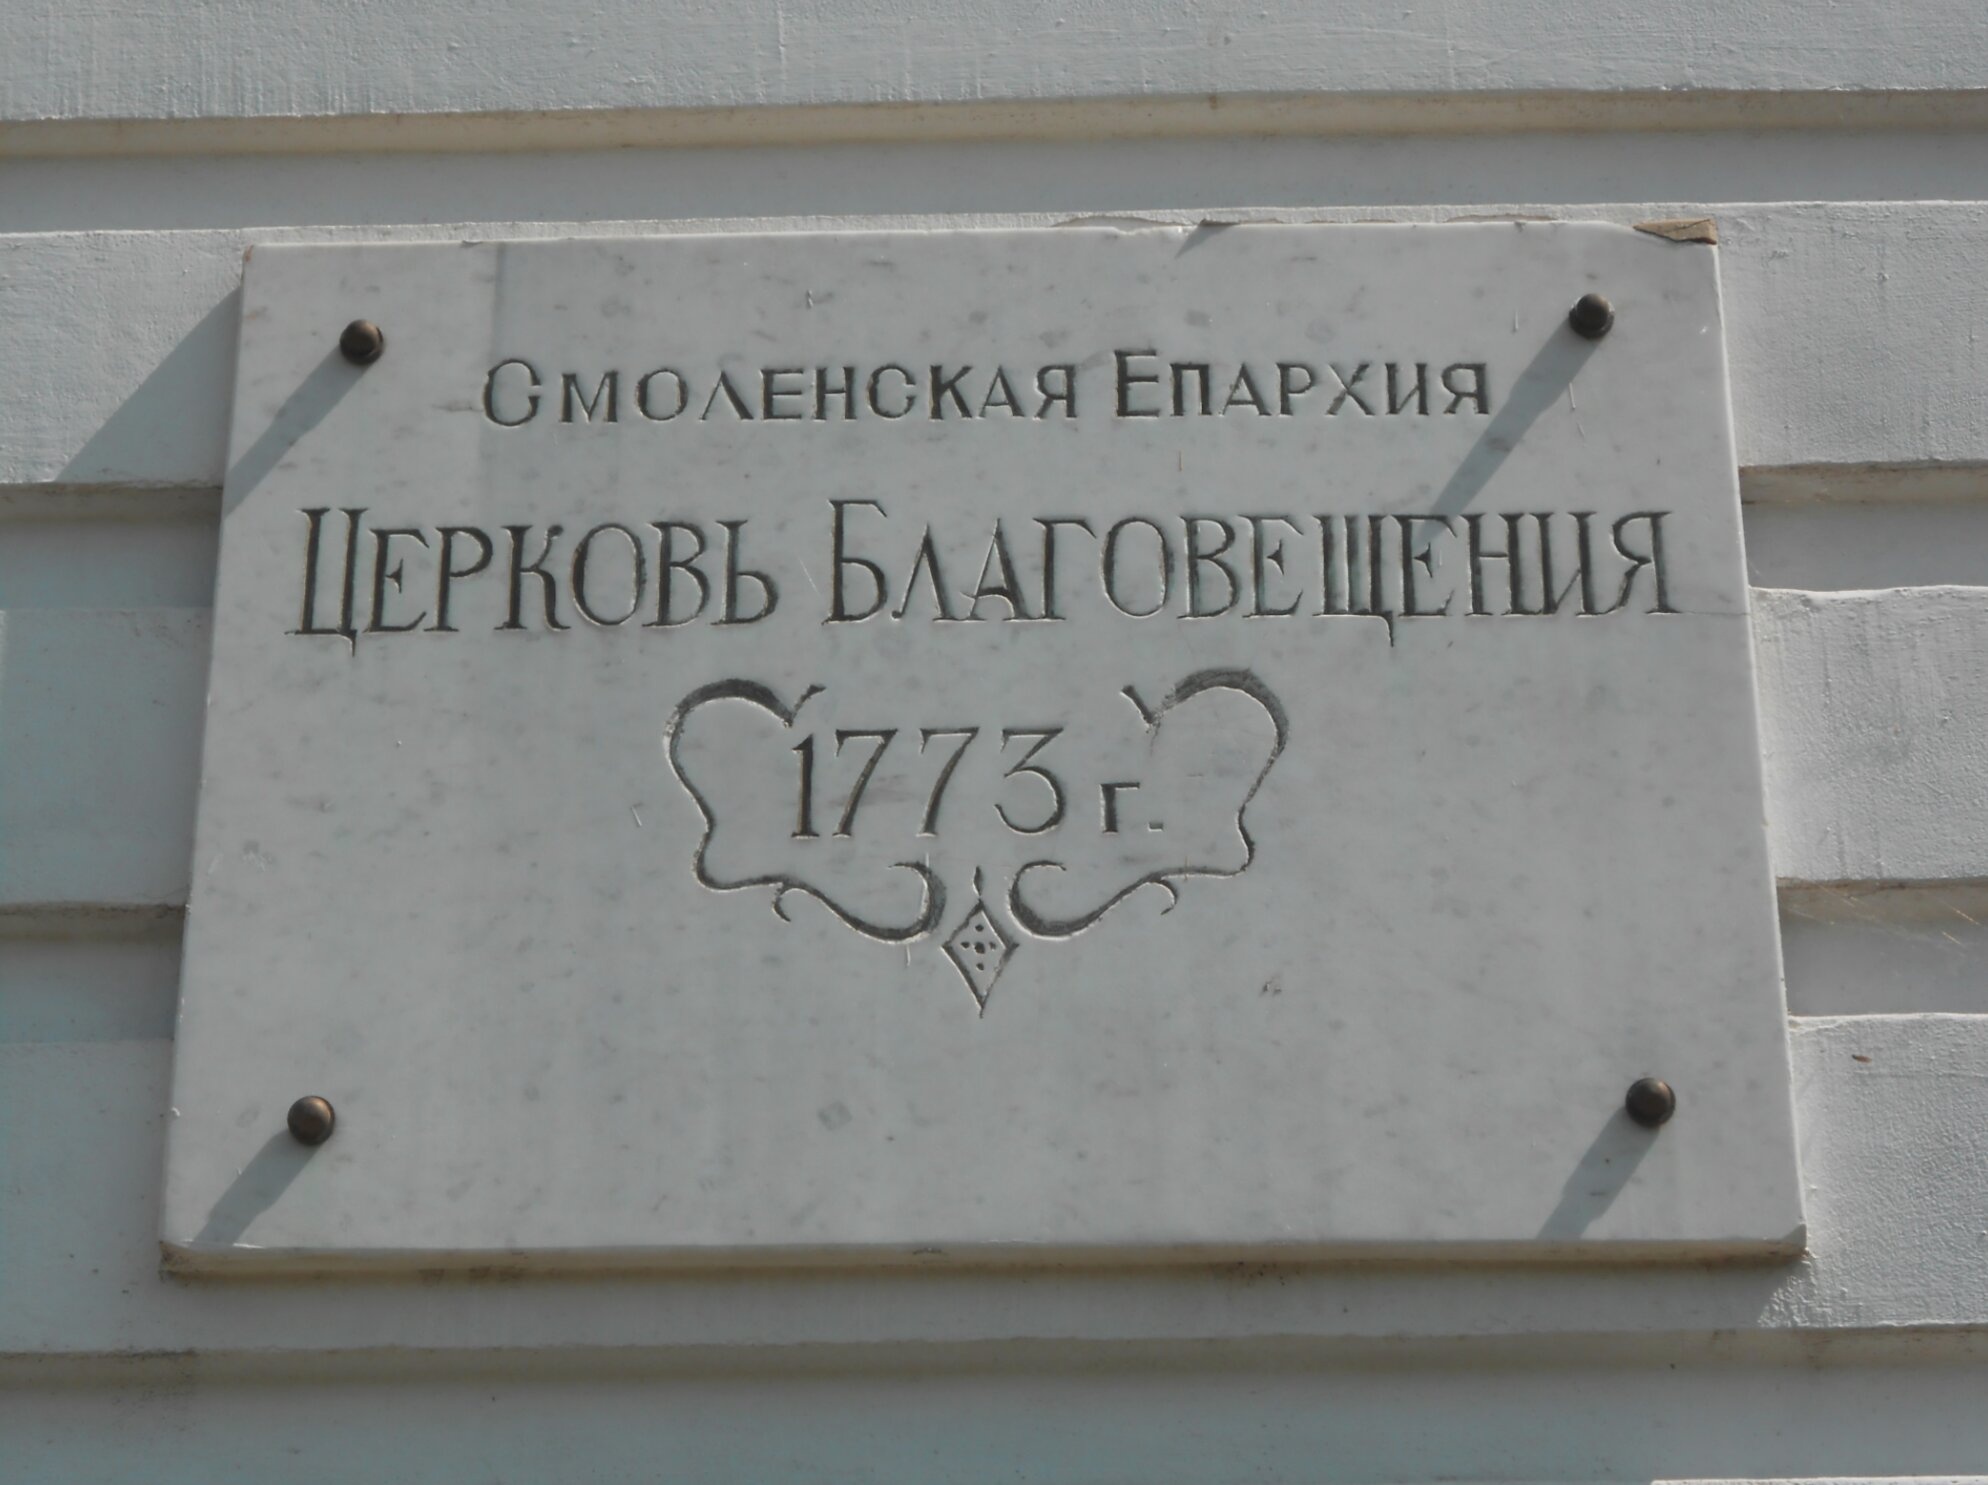 Смоленская Епархия
Церковь Благовещения
1773 г.